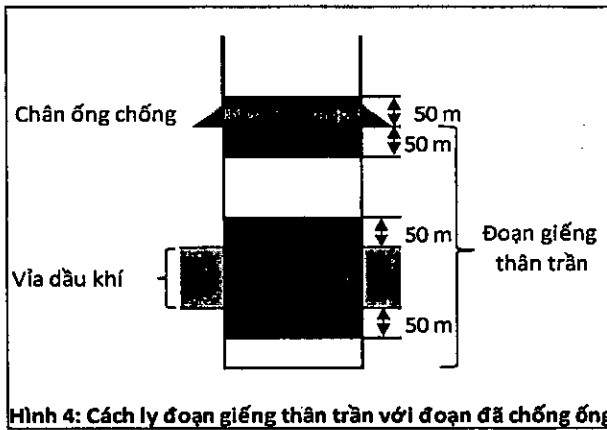 Chân ống chống
50 m
50 m
50 m
Đoạn giếng
thân trần
Vỉa dầu khí
50 m
Hình 4: Cách ly đoạn giếng thân trần với đoạn đã chống ống